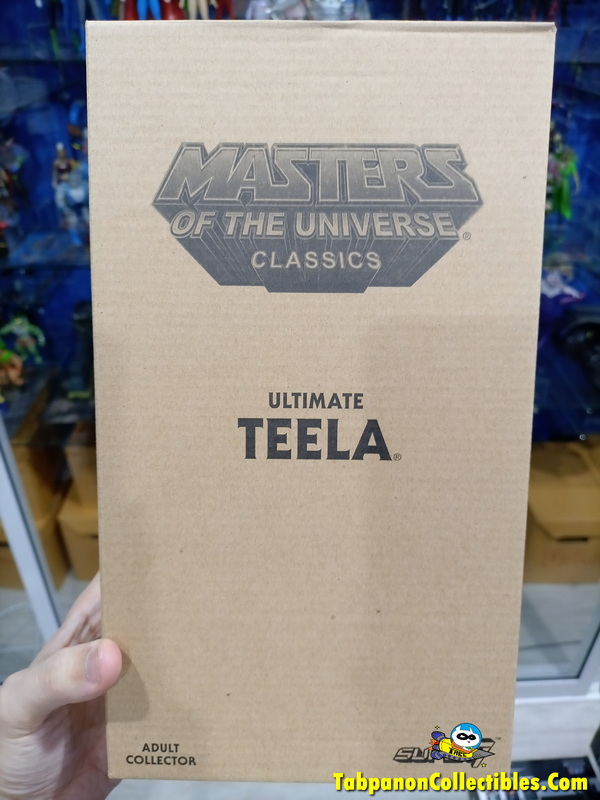 MASTERS
OF THE UNIVERSE®
CLASSICS
ULTIMATE
TEELA®
ADULT
COLLECTOR
TabpanonCollectibles.Com